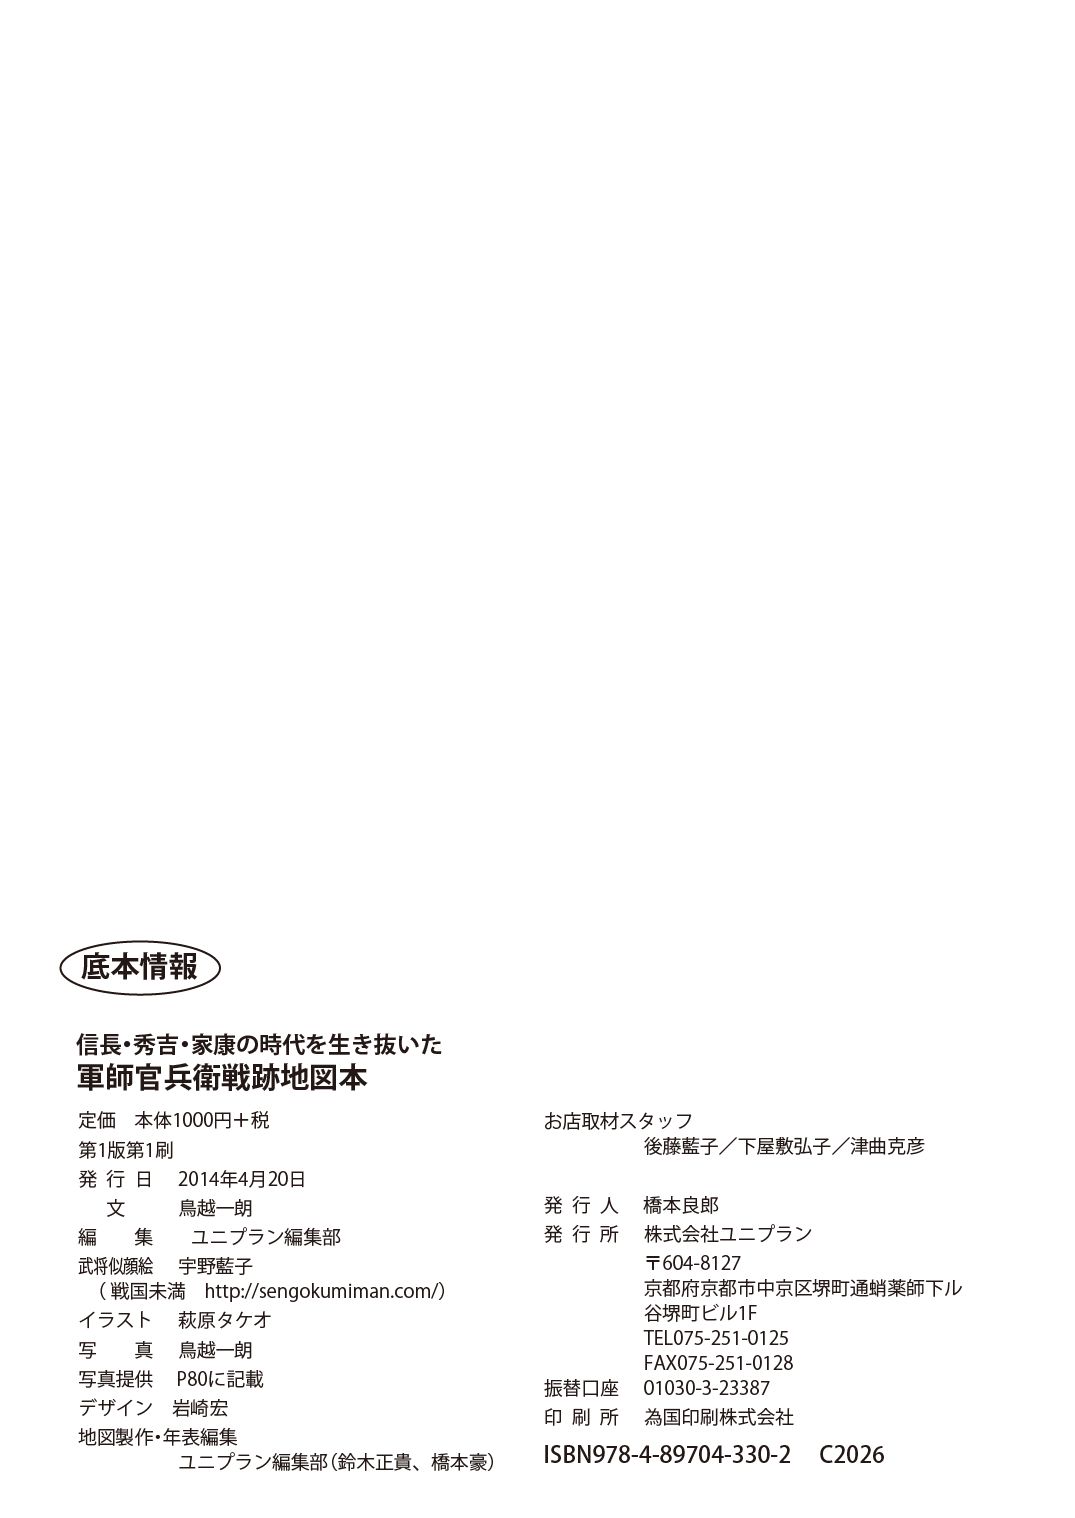 底本情報
信長・秀吉・家康の時代を生き抜いた
軍師官兵衛戦跡地図本
定価　本体1000円＋税
第1版第1刷
発 行 日　2014年4月20日
文　鳥越一朗
編　　集　ユニプラン編集部
武将似顔絵　宇野藍子
（ 戦国未満　http://sengokumiman.com/）
イラスト　萩原タケオ
写　　真　鳥越一朗
写真提供　P80に記載
デザイン　岩崎宏
地図製作・年表編集
ユニプラン編集部（鈴木正貴、橋本豪）
お店取材スタッフ
後藤藍子／下屋敷弘子／津曲克彦
発 行 人　橋本良郎
発 行 所　株式会社ユニプラン
〒604-8127
京都府京都市中京区堺町通蛸薬師下ル
谷堺町ビル1F
TEL075-251-0125
FAX075-251-0128
振替口座　01030-3-23387
印 刷 所　為国印刷株式会社
ISBN978-4-89704-330-2　C2026